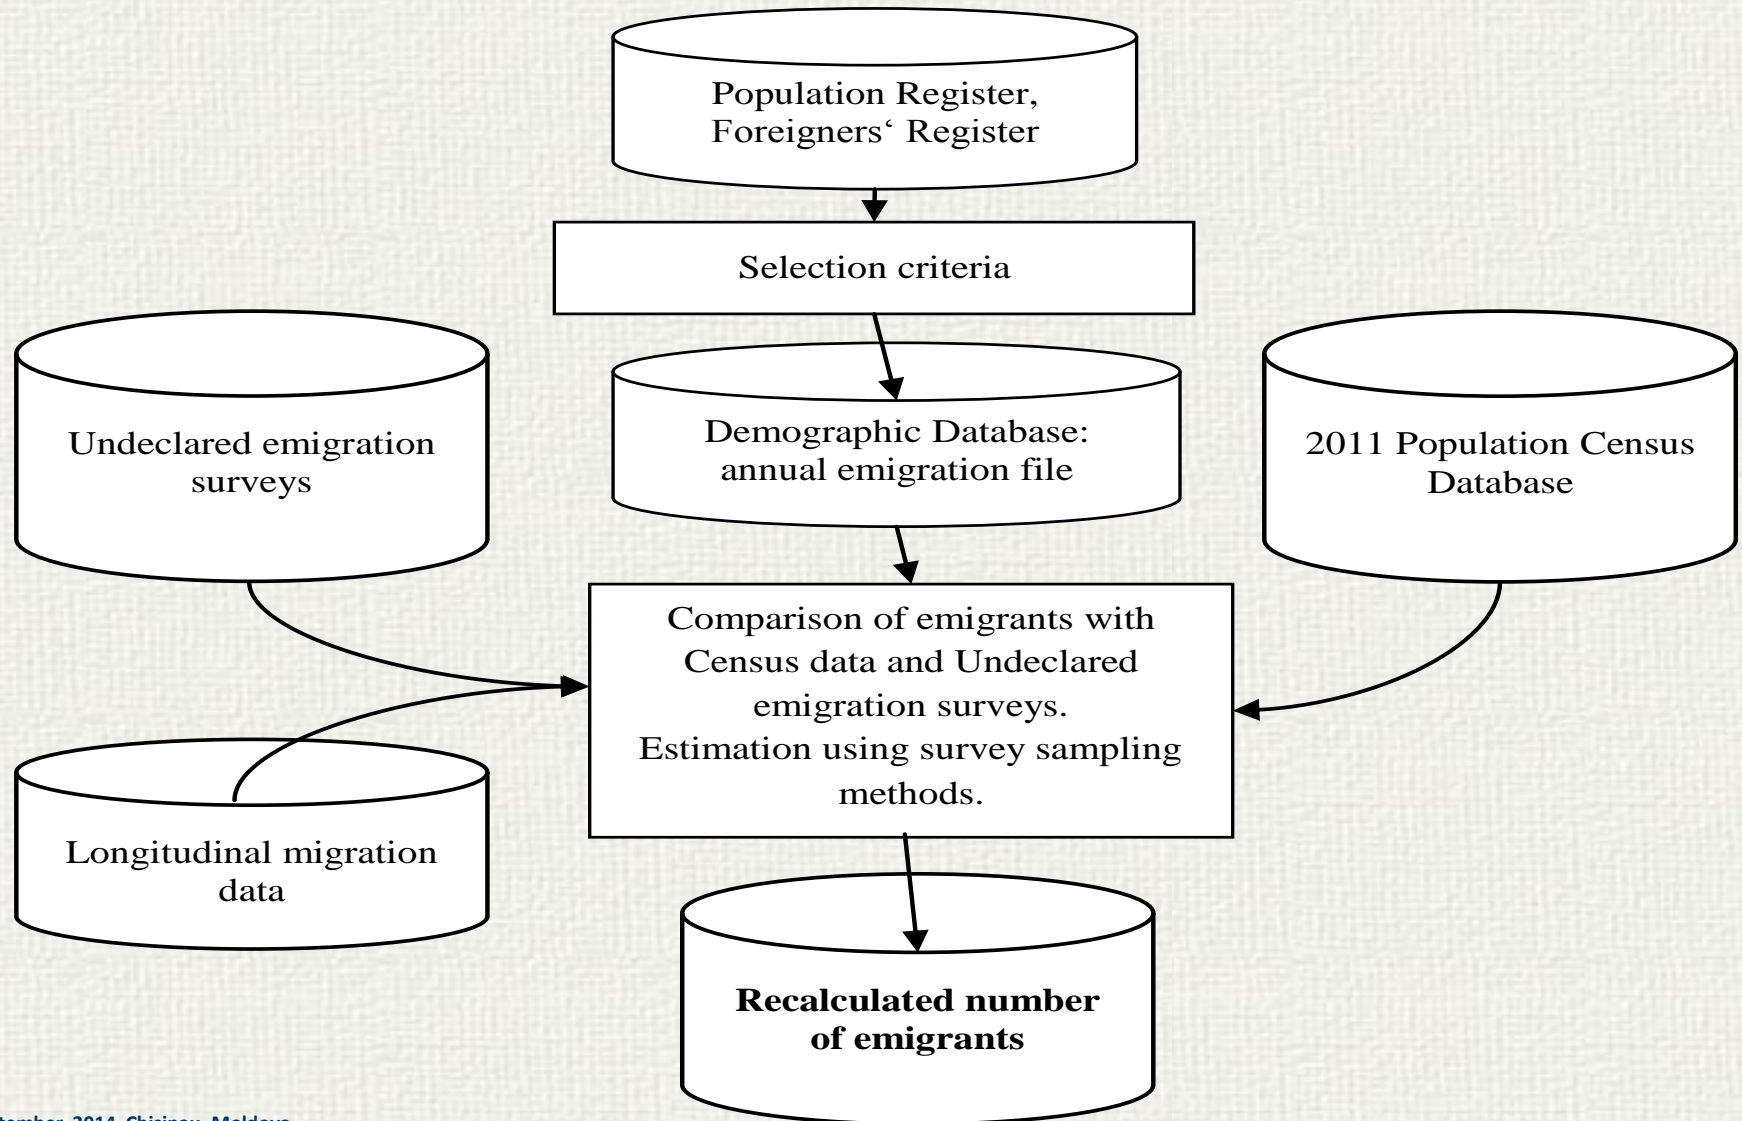 Population Register,
Foreigners‘ Register
Selection criteria
Undeclared emigration
surveys
Demographic Database:
annual emigration file
2011 Population Census
Database
Comparison of emigrants with
Census data and Undeclared
emigration surveys.
Estimation using survey sampling
methods.
Longitudinal migration
data
Recalculated number
of emigrants
2014, Chisinau, Moldova